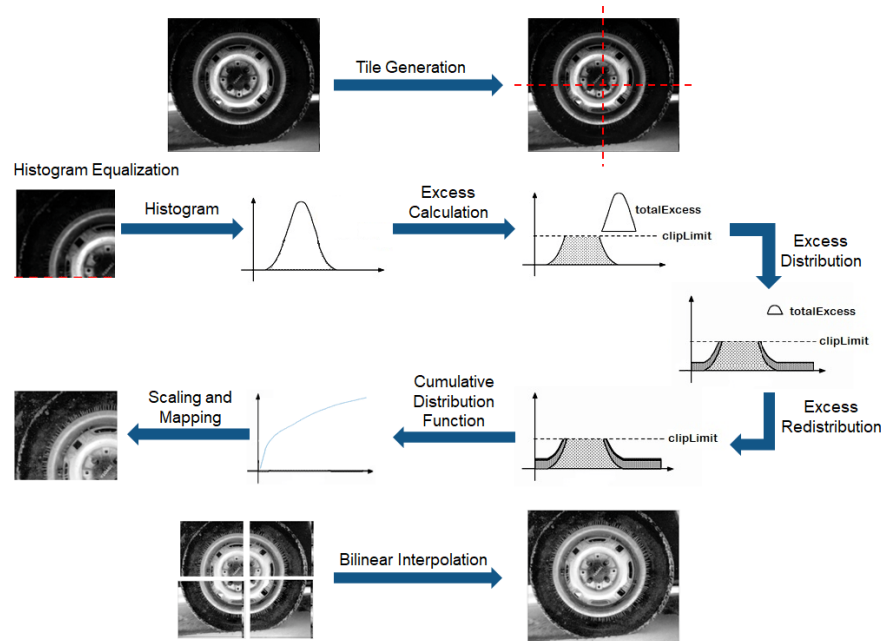 Tile Generation
Histogram Equalization
Histogram
Excess
Calculation
totalExcess
clipLimit
Excess
Distribution
totalExcess
clipLimit
Excess
Redistribution
clipLimit
Cumulative
Distribution
Function
Scaling and
Mapping
Bilinear Interpolation